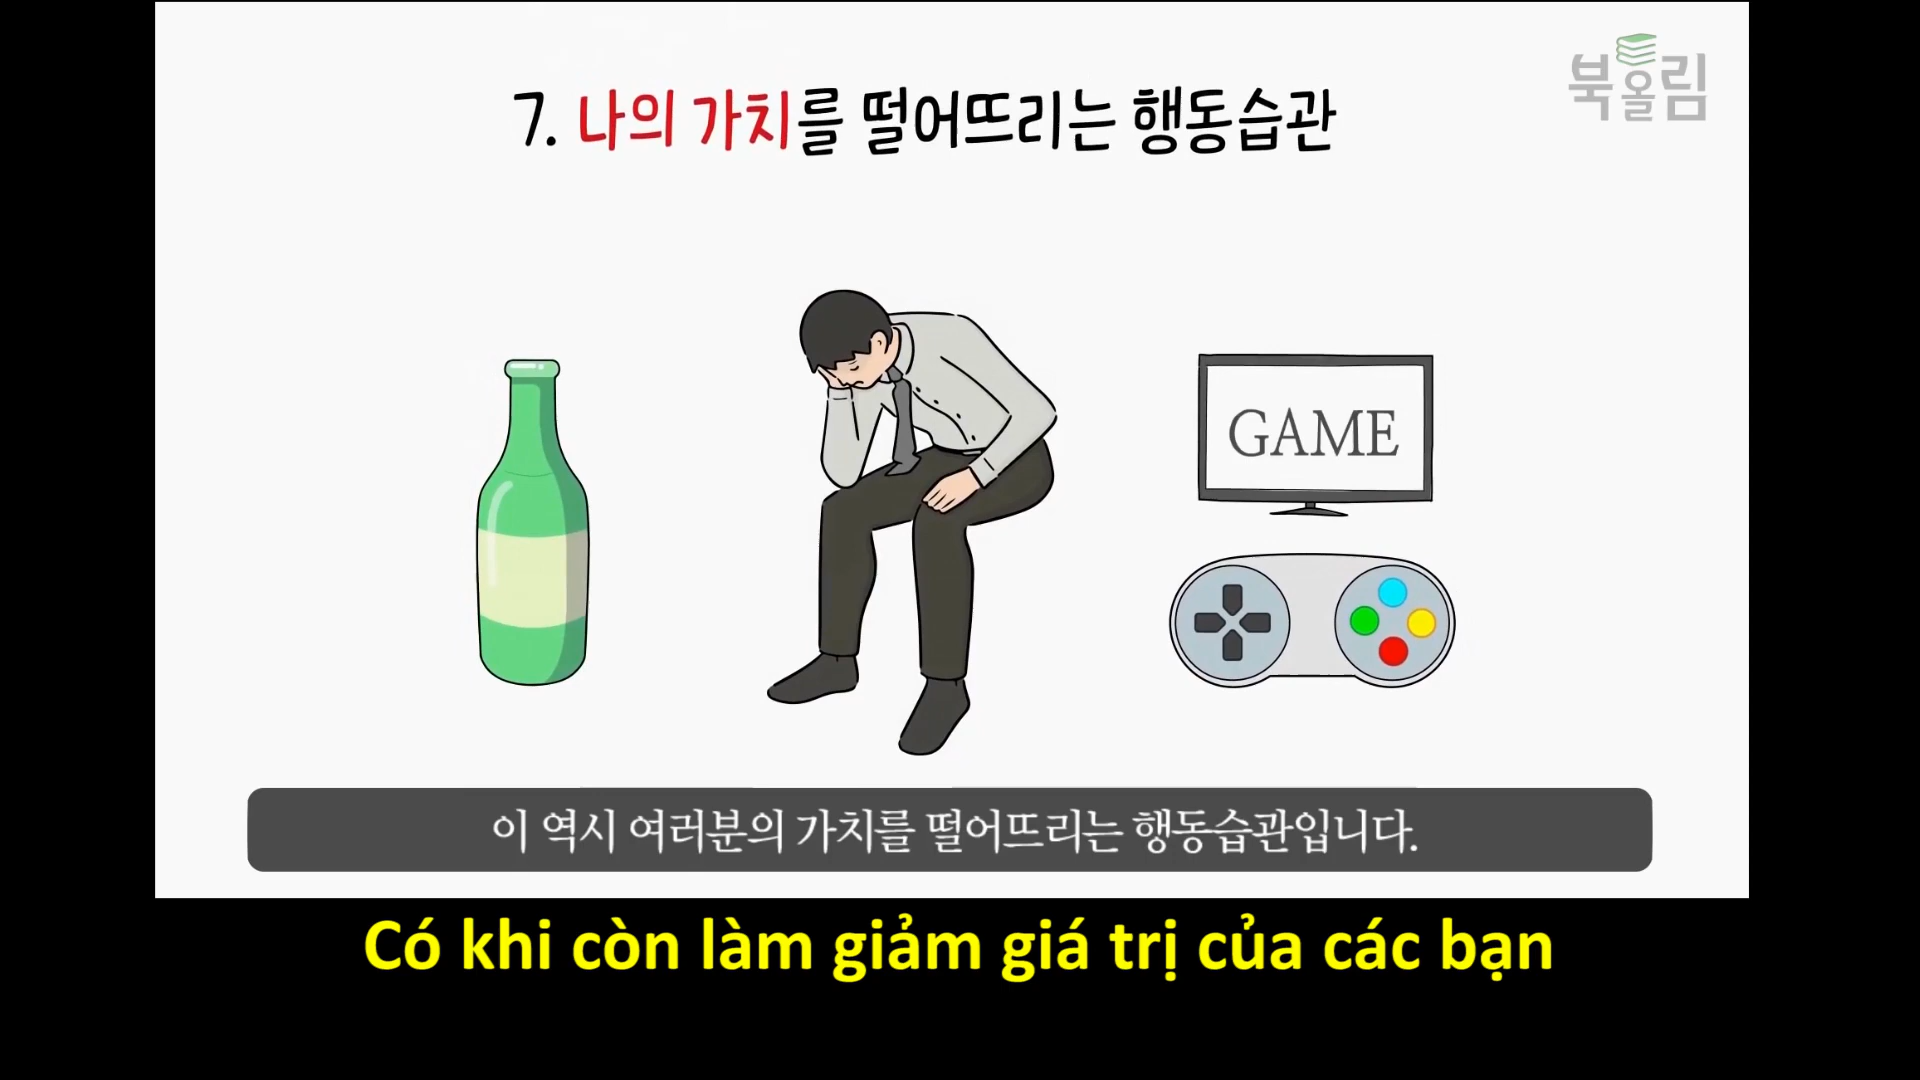 북올림
7. 나의 가치를 떨어뜨리는 행동습관
GAME
이 역시 여러분의 가치를 떨어뜨리는 행동습관입니다.
Có khi còn làm giảm giá trị của các bạn